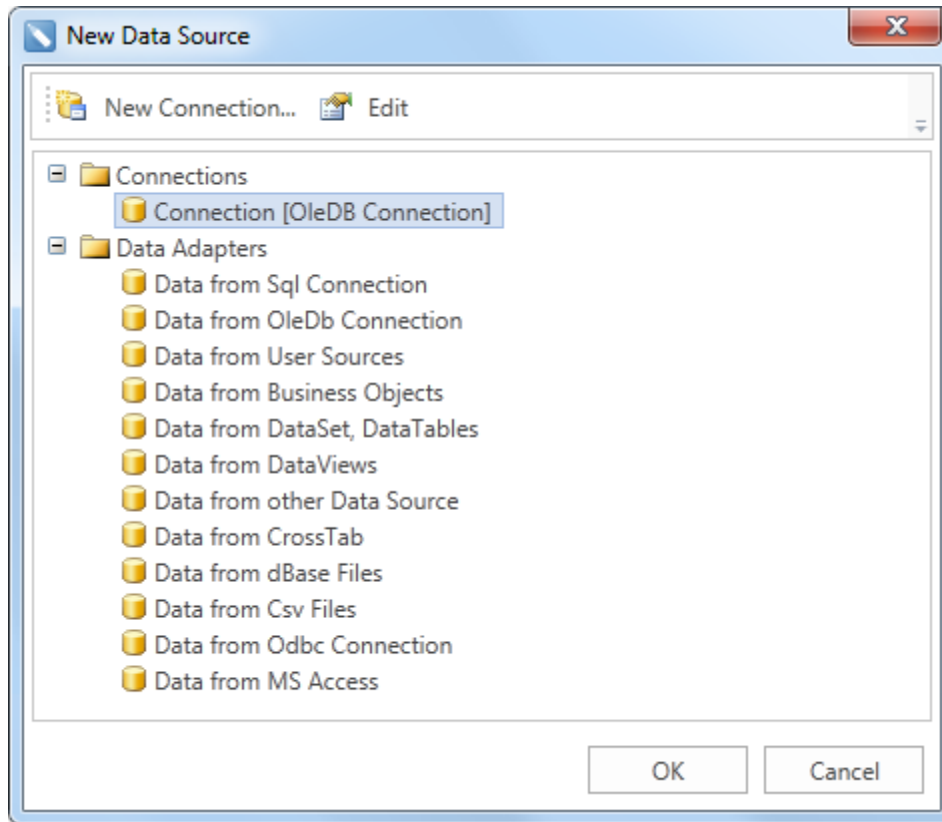 New Data Source
New Connection... Edit
Connections
Connection [OleDB Connection]
Data Adapters
Data from Sql Connection
Data from OleDb Connection
Data from User Sources
Data from Business Objects
Data from DataSet, DataTables
Data from DataViews
Data from other Data Source
Data from CrossTab
Data from dBase Files
Data from Csv Files
Data from Odbc Connection
Data from MS Access
OK Cancel